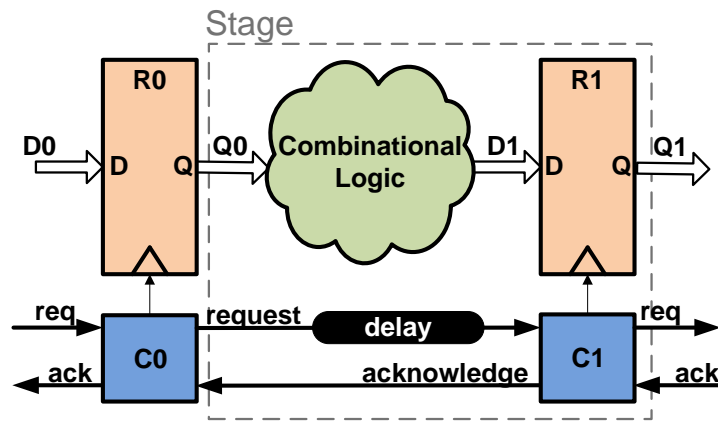 Stage
R0
R1
D0
Q0
D1
Q1
D
Q
Combinational
Logic
D
Q
req
request
delay
req
C0
C1
ack
acknowledge
ack